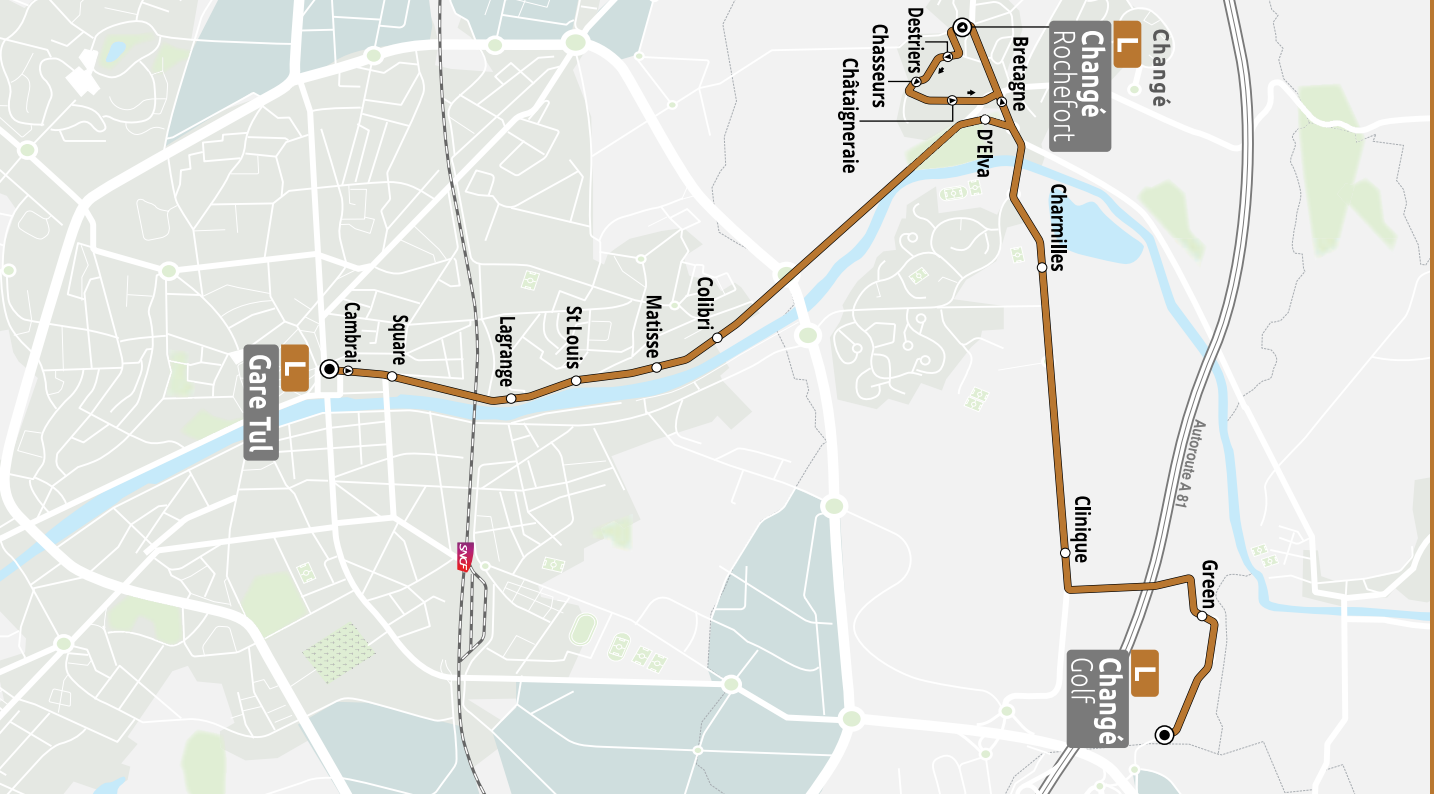 Changé
L
Changé
Rochefort
Bretagne
Destriers
Chasseurs
Châtaigneraie
D'Elva
Charmilles
Colibri
Matisse
St Louis
Lagrange
Square
Cambrai
L
Gare Tul
SNCF
Autoroute A 81
Clinique
Green
L
Changé
Golf